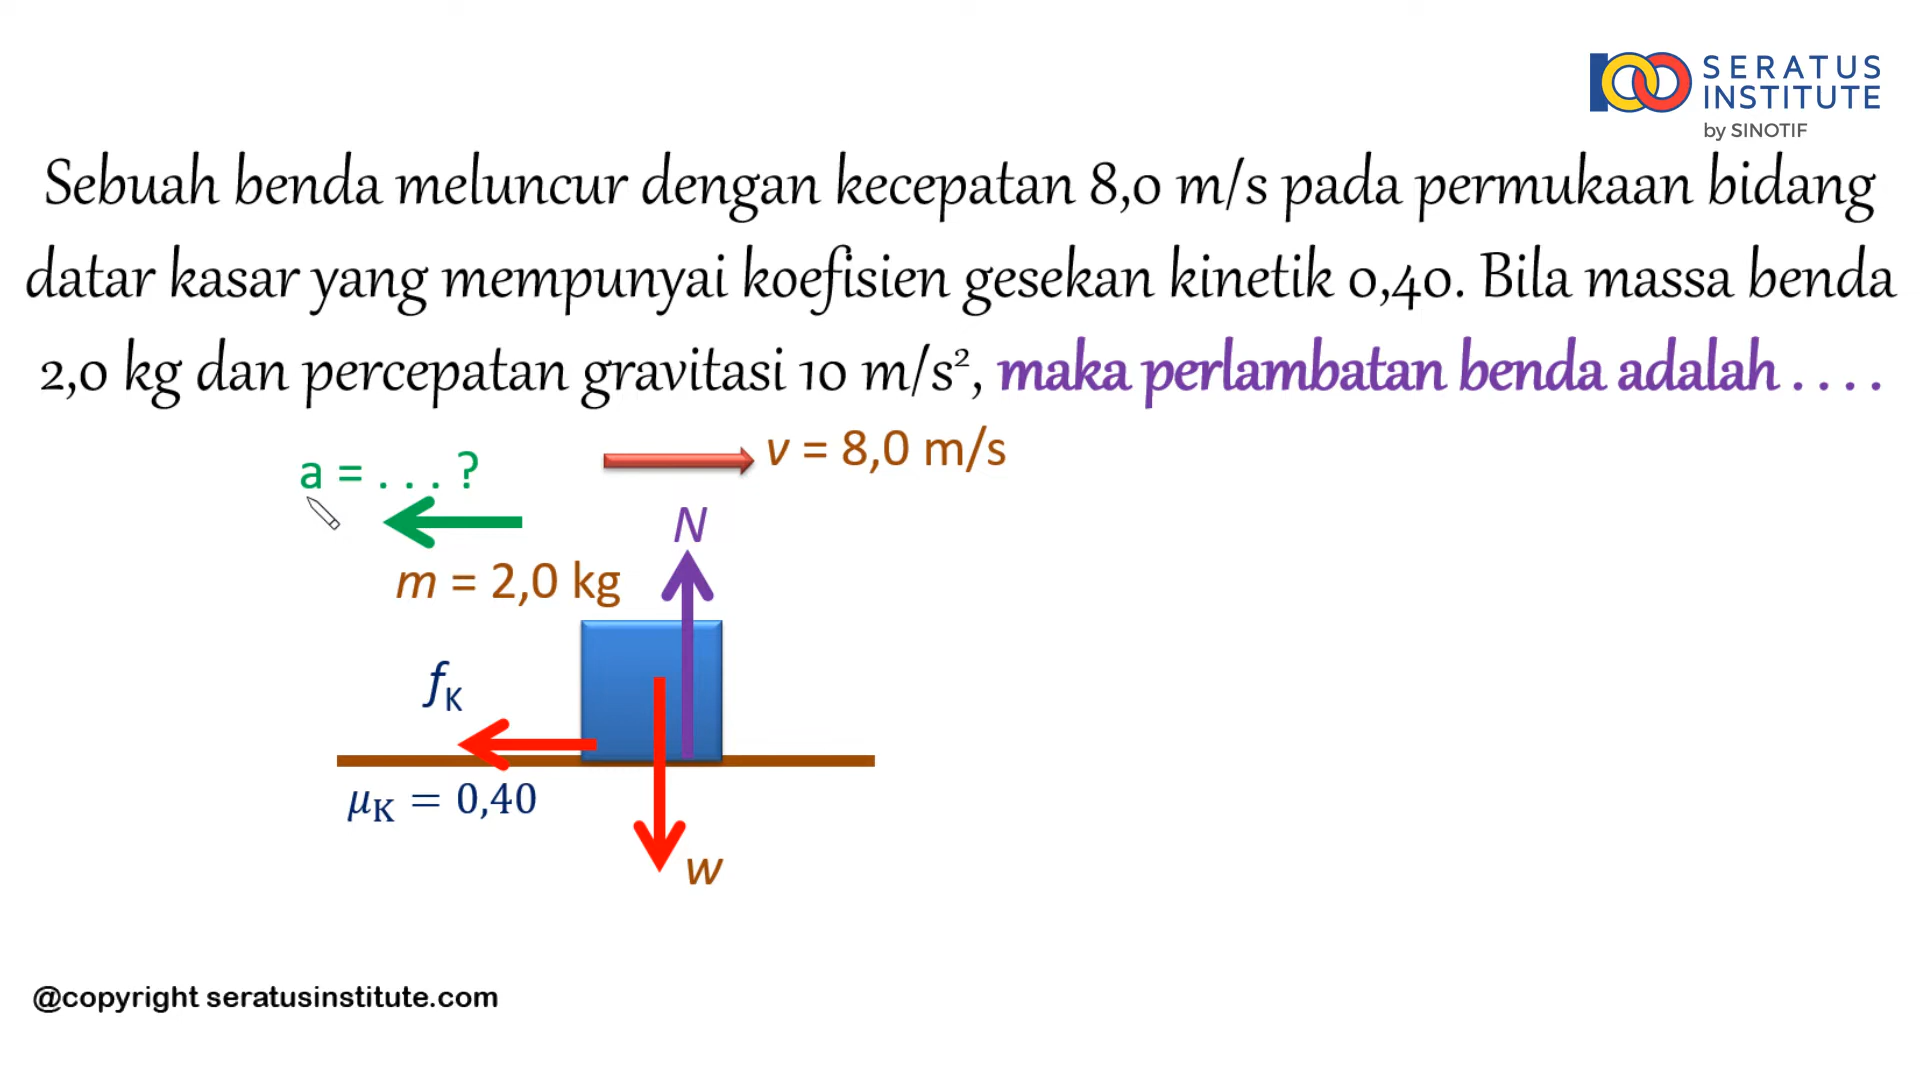 SERATUS
INSTITUTE
by SINOTIF
Sebuah benda meluncur dengan kecepatan 8,0 m/s pada permukaan bidang
datar kasar yang mempunyai koefisien gesekan kinetik 0,40. Bila massa benda
2,0 kg dan percepatan gravitasi 10 m/s², maka perlambatan benda adalah . . . .
a = . . . ?
v = 8,0 m/s
N
m = 2,0 kg
fK
μK = 0,40
w
@copyright seratusinstitute.com